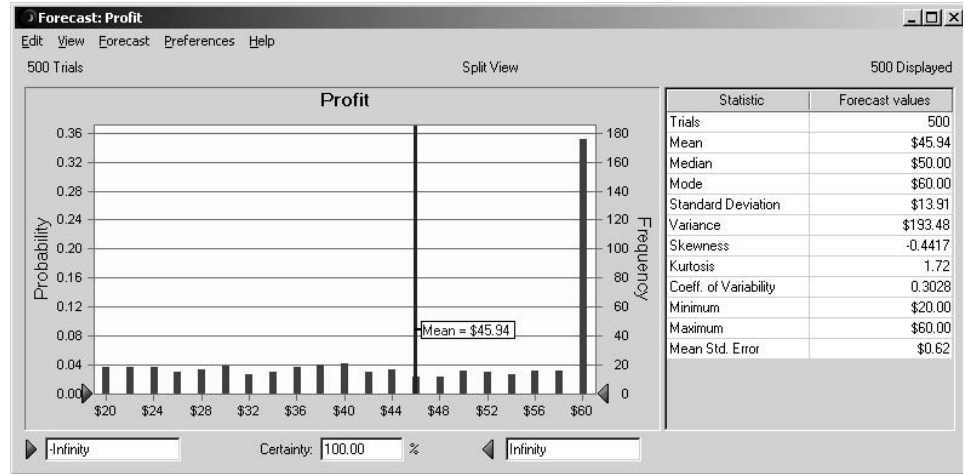 Forecast: Profit
Edit View Forecast Preferences Help
500 Trials Split View 500 Displayed
Profit
Probability
0.36
0.32
0.28
0.24
0.20
0.16
0.12
0.08
0.04
0.00
Mean = $45.94
$20 $24 $28 $32 $36 $40 $44 $48 $52 $56 $60
180
160
140
120
100
80
60
40
20
0
Frequency
Statistic Forecast values
Trials 500
Mean $45.94
Median $50.00
Mode $60.00
Standard Deviation $13.91
Variance $193.48
Skewness -0.4417
Kurtosis 1.72
Coeff. of Variability 0.3028
Minimum $20.00
Maximum $60.00
Mean Std. Error $0.62
-Infinity Certainty: 100.00 % Infinity